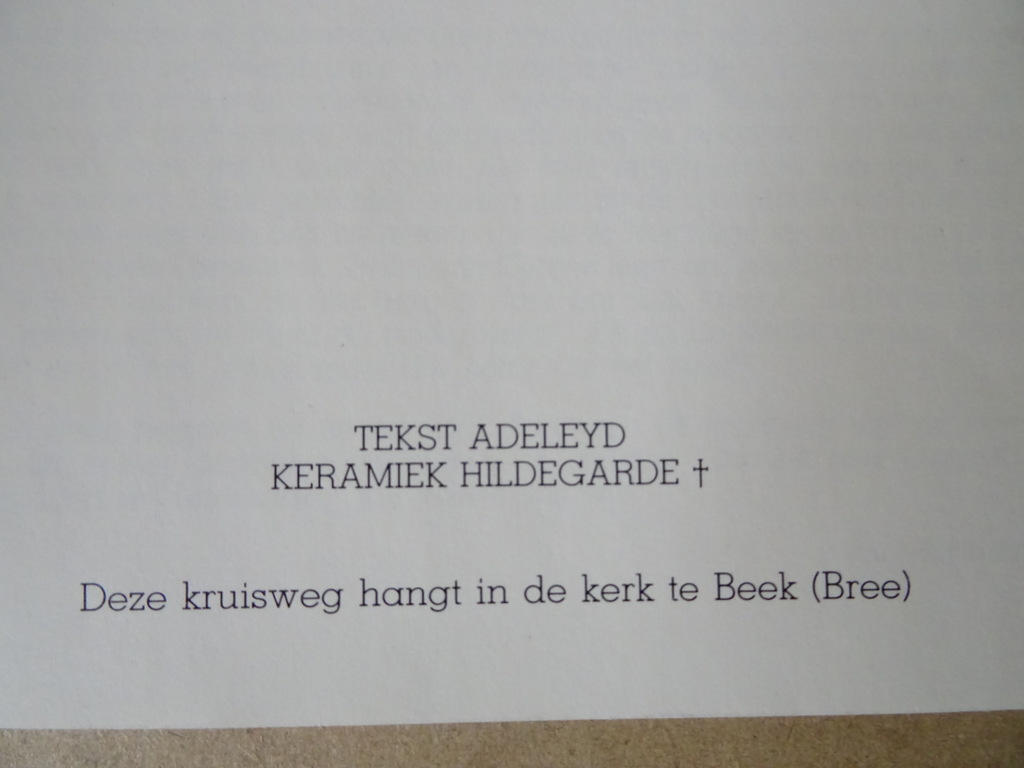 TEKST ADELEYD
KERAMIEK HILDEGARDE †
Deze kruisweg hangt in de kerk te Beek (Bree)